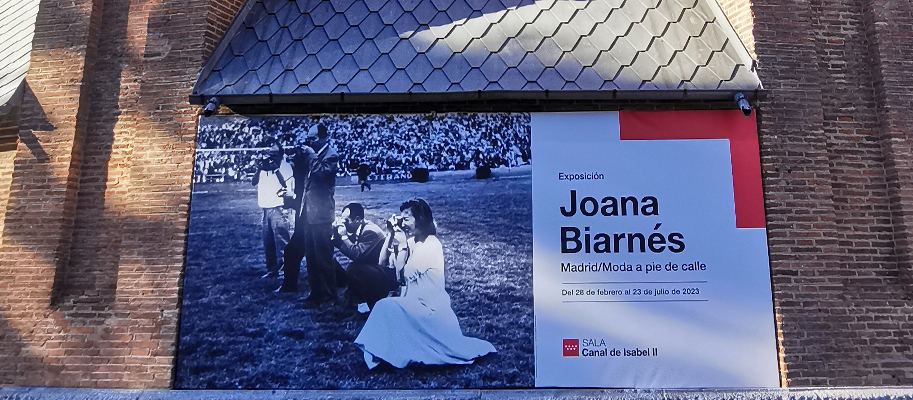 VETERANO
Exposición
Joana
Biarnés
Madrid/Moda a pie de calle
Del 28 de febrero al 23 de julio de 2023
SALA
Canal de Isabel II